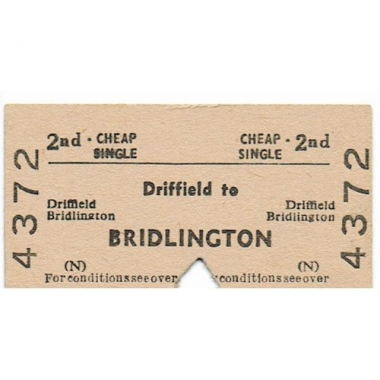 2nd · CHEAP SINGLE
CHEAP · 2nd SINGLE
4372
4372
Driffield to
Driffield
Bridlington
Driffield
Bridlington
BRIDLINGTON
(N)
(N)
For conditions see over
conditions see over